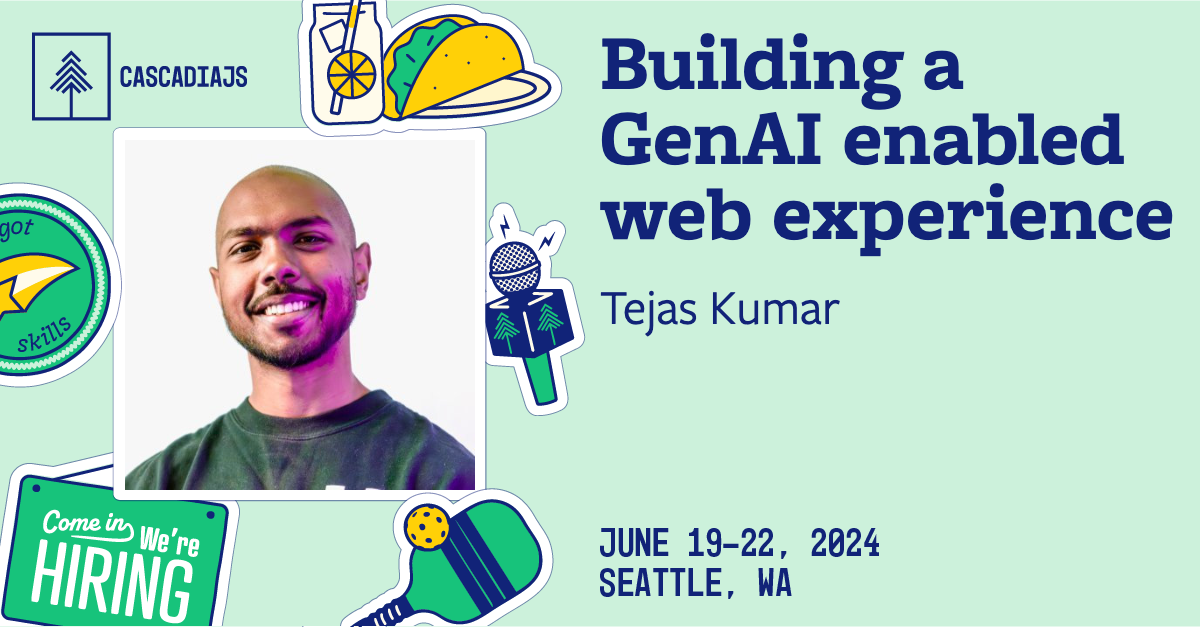 CASCADIAJS
Building a
GenAI enabled
web experience
Tejas Kumar
got
skills
Come in
We're
HIRING
JUNE 19-22, 2024
SEATTLE, WA